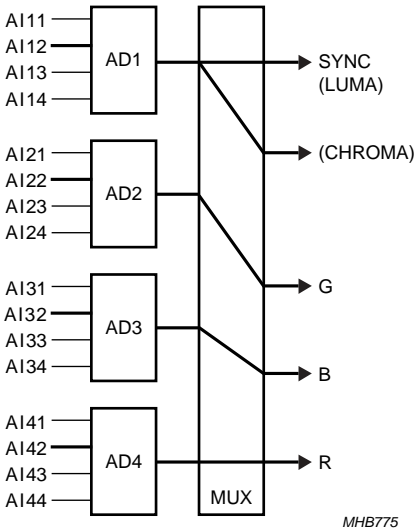 AI11
AI12
AI13
AI14
AD1
SYNC
(LUMA)
(CHROMA)
AI21
AI22
AI23
AI24
AD2
G
AI31
AI32
AI33
AI34
AD3
B
AI41
AI42
AI43
AI44
AD4
R
MUX
MHB775